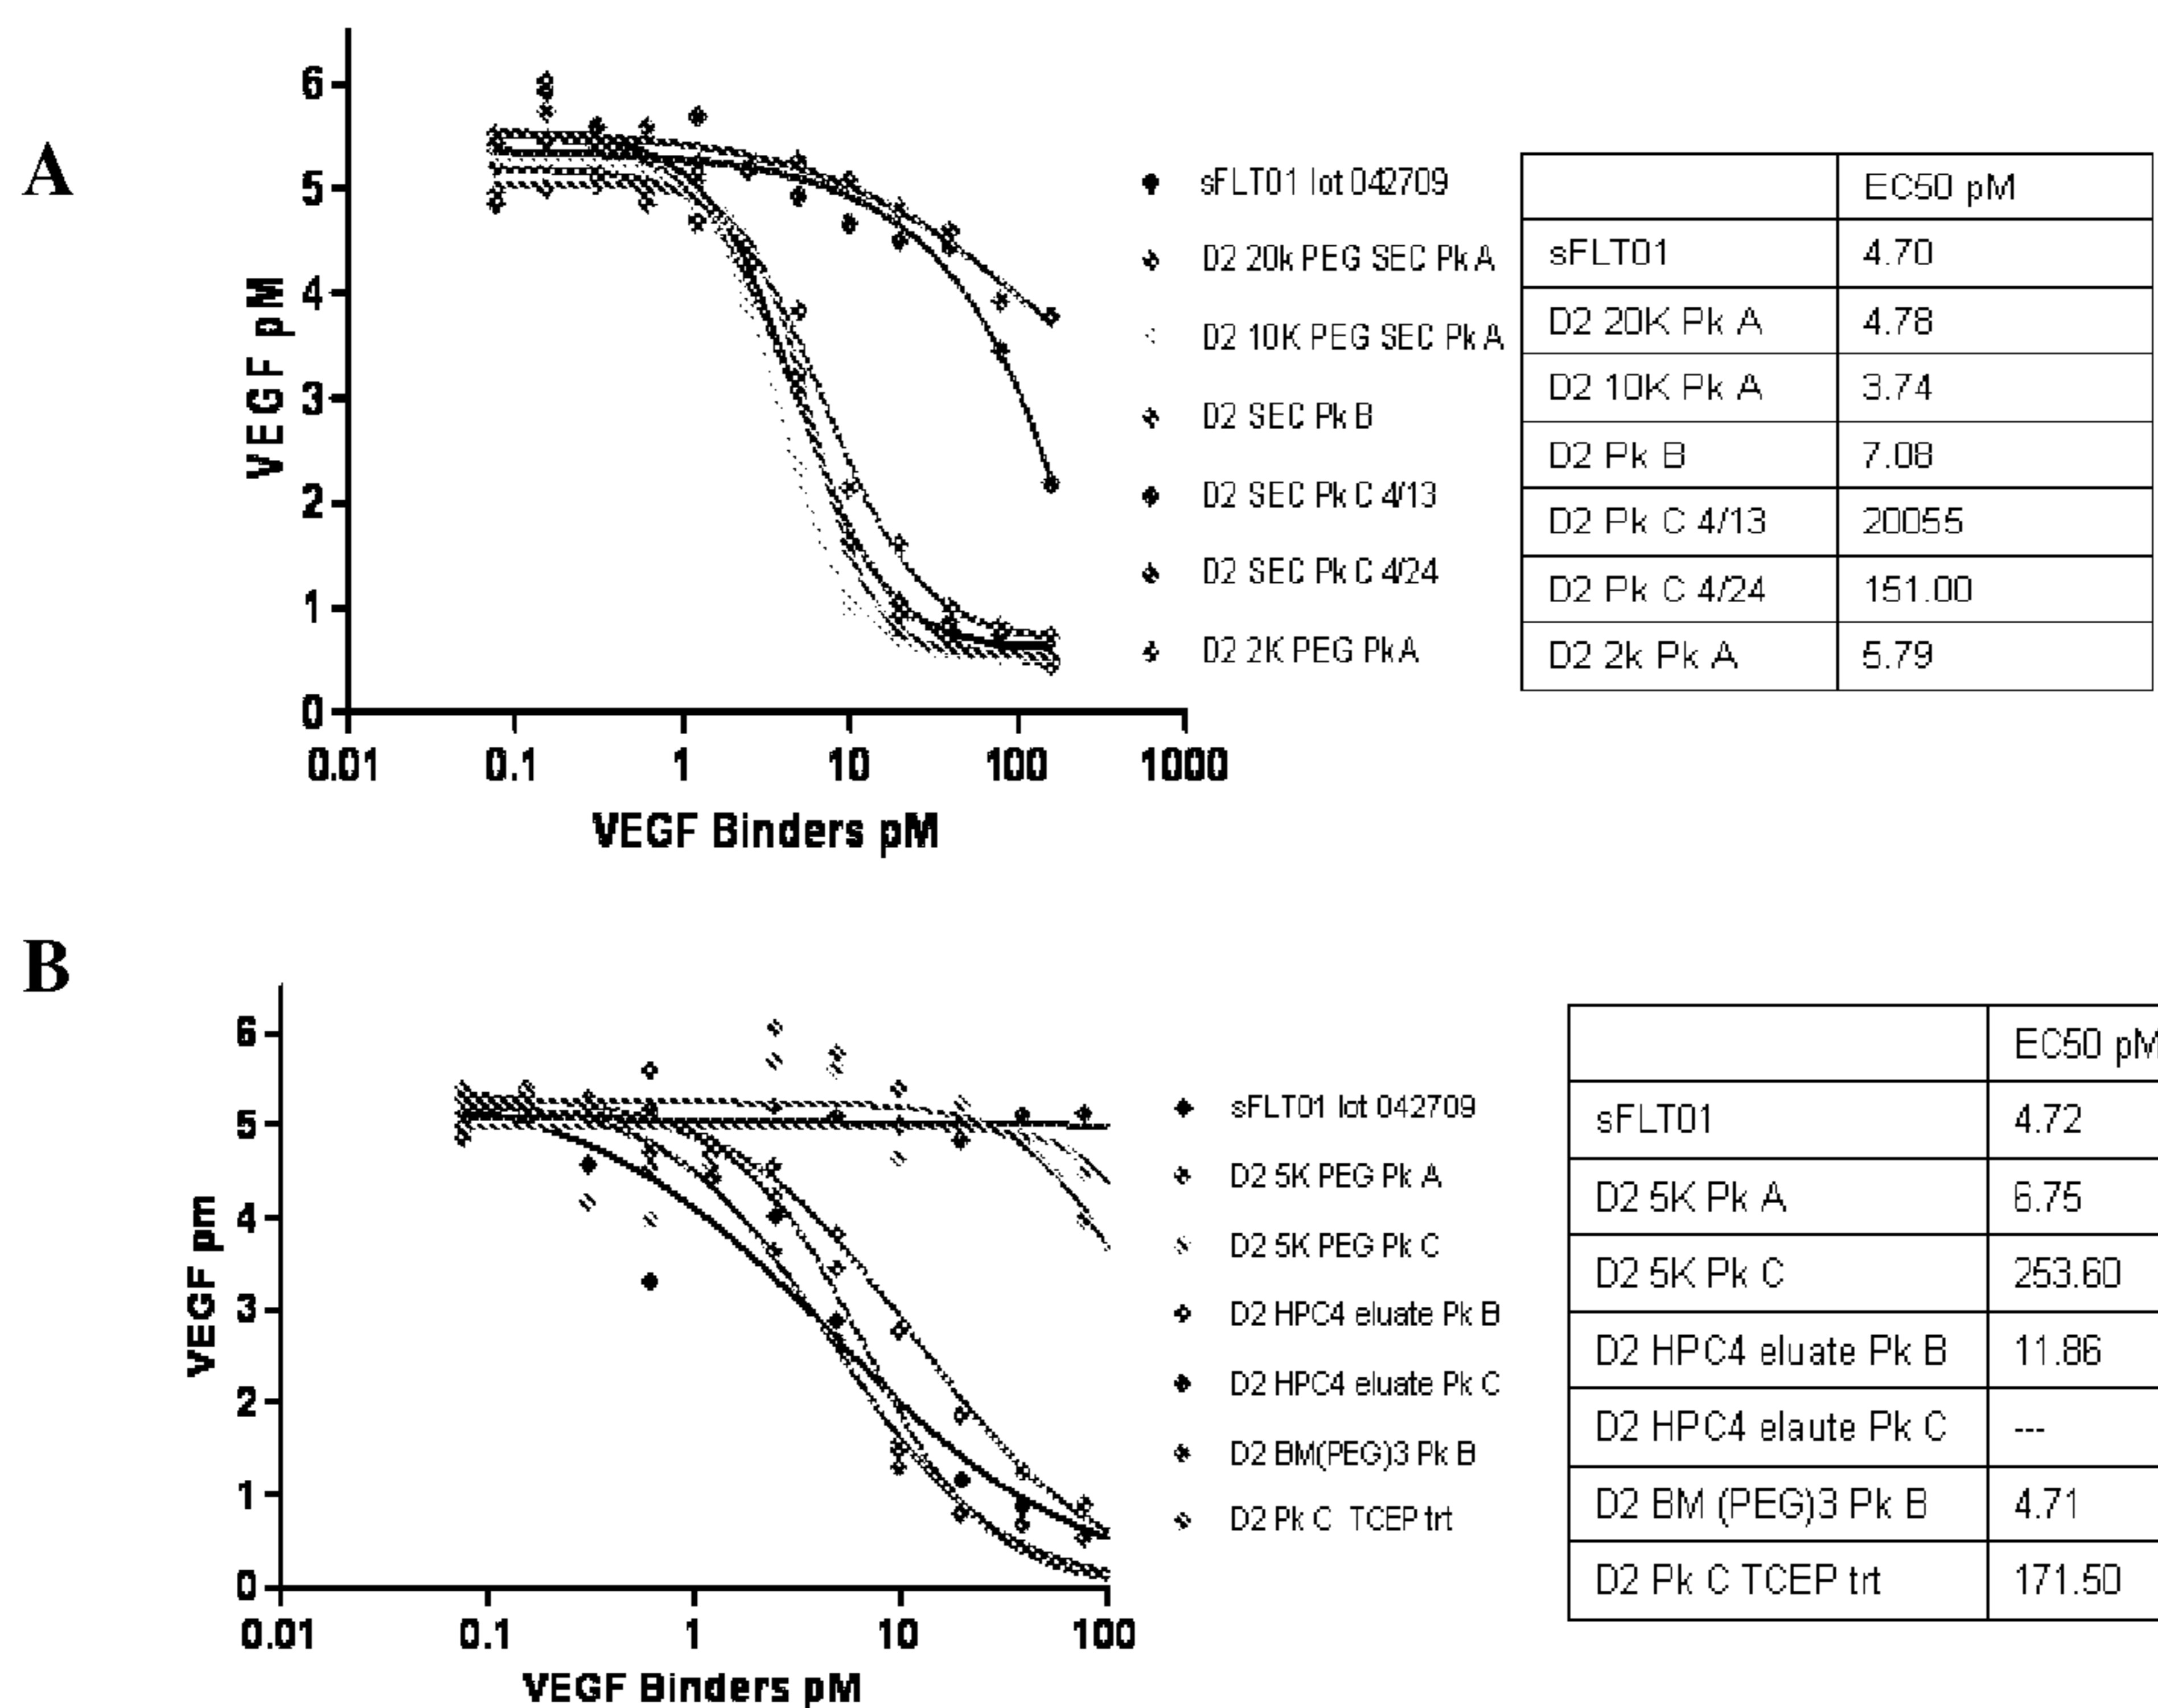 A
6
5
4
3
2
1
0
VEGF pM
0.01 0.1 1 10 100 1000
VEGF Binders pM
sFLT01 lot 042709
D2 20k PEG SEC Pk A
D2 10K PEG SEC Pk A
D2 SEC Pk B
D2 SEC Pk C 4/13
D2 SEC Pk C 4/24
D2 2K PEG Pk A
EC50 pM
sFLT01 4.70
D2 20K Pk A 4.78
D2 10K Pk A 3.74
D2 Pk B 7.08
D2 Pk C 4/13 20055
D2 Pk C 4/24 151.00
D2 2k Pk A 5.79
B
6
5
4
3
2
1
0
VEGF pm
0.01 0.1 1 10 100
VEGF Binders pM
sFLT01 lot 042709
D2 5K PEG Pk A
D2 5K PEG Pk C
D2 HPC4 eluate Pk B
D2 HPC4 eluate Pk C
D2 BM(PEG)3 Pk B
D2 Pk C TCEP trt
EC50 pM
sFLT01 4.72
D2 5K Pk A 6.75
D2 5K Pk C 253.60
D2 HPC4 eluate Pk B 11.86
D2 HPC4 elaute Pk C ---
D2 BM (PEG)3 Pk B 4.71
D2 Pk C TCEP trt 171.50